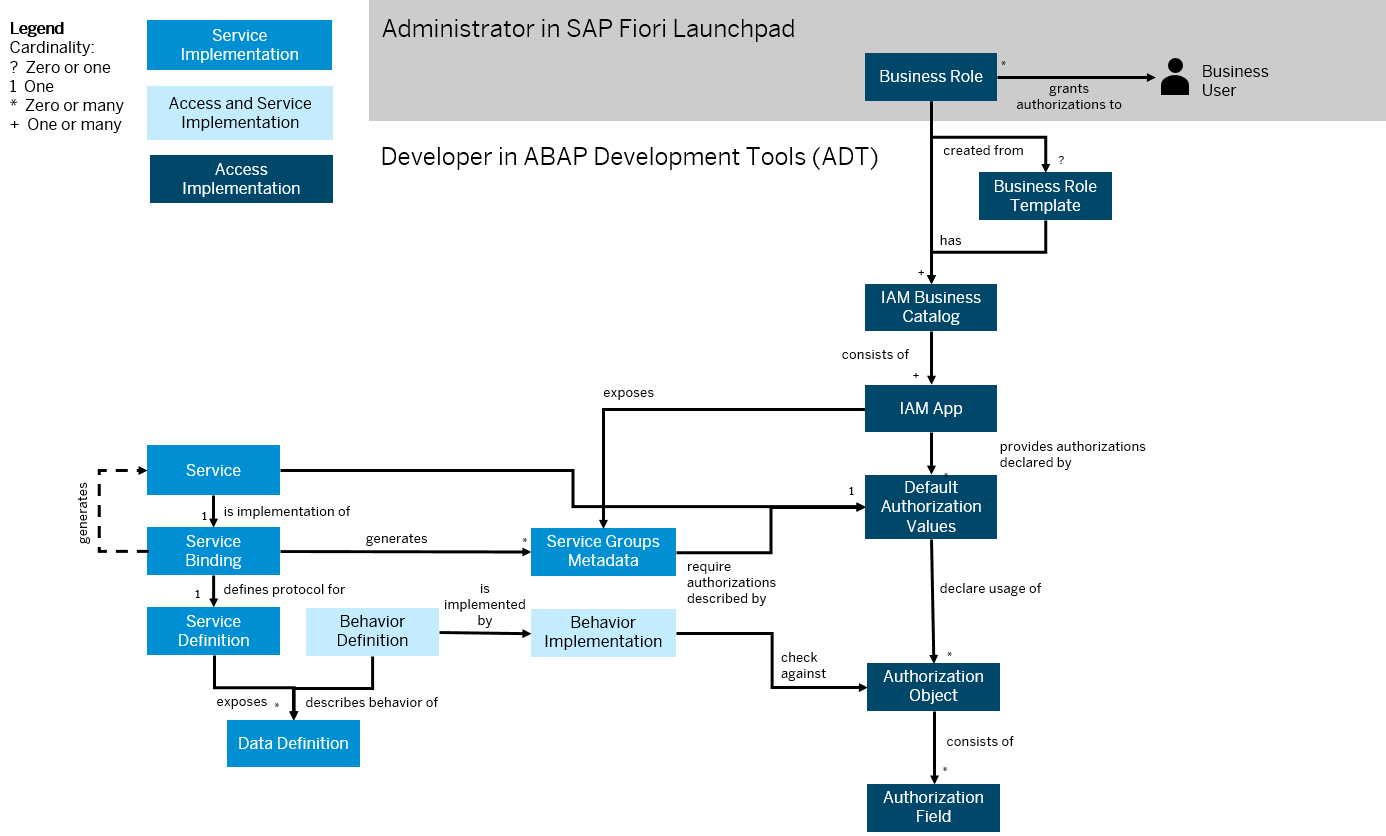 Legend
Cardinality:
? Zero or one
1 One
* Zero or many
+ One or many
Service
Implementation
Access and Service
Implementation
Access
Implementation
Administrator in SAP Fiori Launchpad
Business Role
*
grants
authorizations to
Business
User
Developer in ABAP Development Tools (ADT)
created from
?
Business Role
Template
has
+
IAM Business
Catalog
consists of
+
exposes
IAM App
provides authorizations
declared by
*
Service
1
Default
Authorization
Values
generates
1
is implementation of
Service
Binding
generates
*
Service Groups
Metadata
require
authorizations
described by
1
defines protocol for
declare usage of
Service
Definition
Behavior
Definition
is
implemented
by
Behavior
Implementation
check
against
*
Authorization
Object
exposes
*
describes behavior of
Data Definition
consists of
*
Authorization
Field